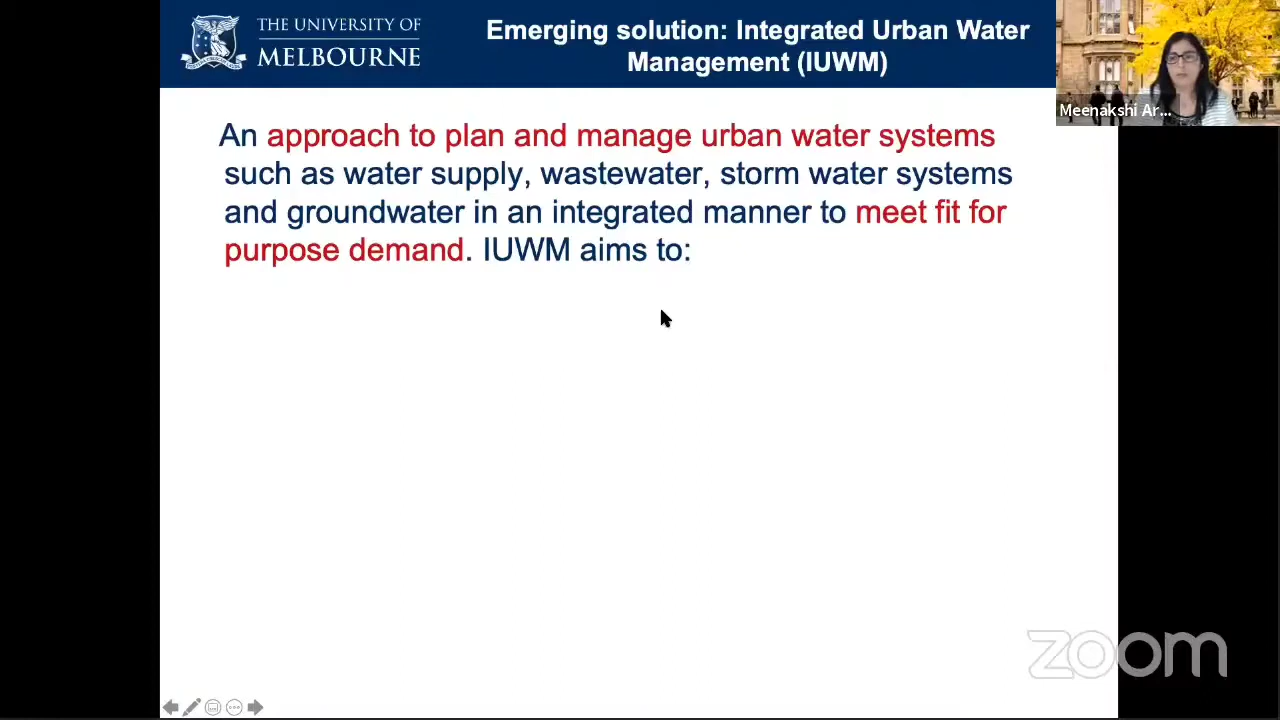 THE UNIVERSITY OF
MELBOURNE
Emerging solution: Integrated Urban Water
Management (IUWM)
Meenakshi Ar...
An approach to plan and manage urban water systems
such as water supply, wastewater, storm water systems
and groundwater in an integrated manner to meet fit for
purpose demand. IUWM aims to:
zoom